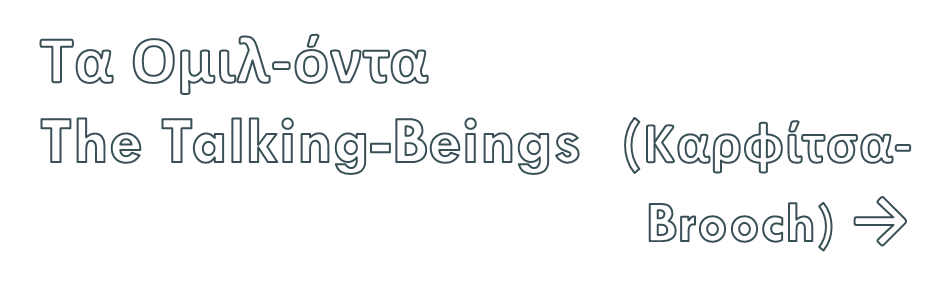 Τα Ομιλ-όντα
The Talking-Beings (Καρφίτσα-
Brooch) →